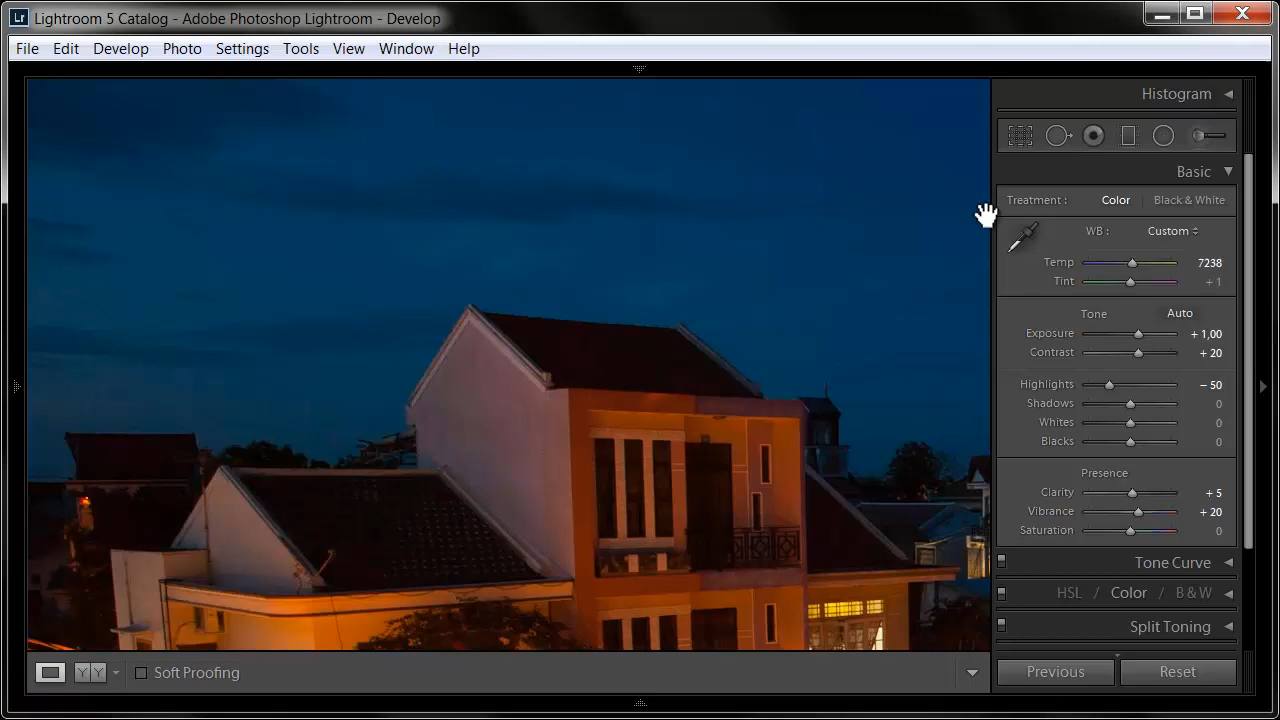 Lr Lightroom 5 Catalog - Adobe Photoshop Lightroom - Develop
File Edit Develop Photo Settings Tools View Window Help
Histogram
Basic
Treatment : Color Black & White
WB : Custom
Temp 7238
Tint + 1
Tone Auto
Exposure + 1,00
Contrast + 20
Highlights – 50
Shadows 0
Whites 0
Blacks 0
Presence
Clarity + 5
Vibrance + 20
Saturation 0
Tone Curve
HSL / Color / B & W
Split Toning
YY Soft Proofing
Previous Reset